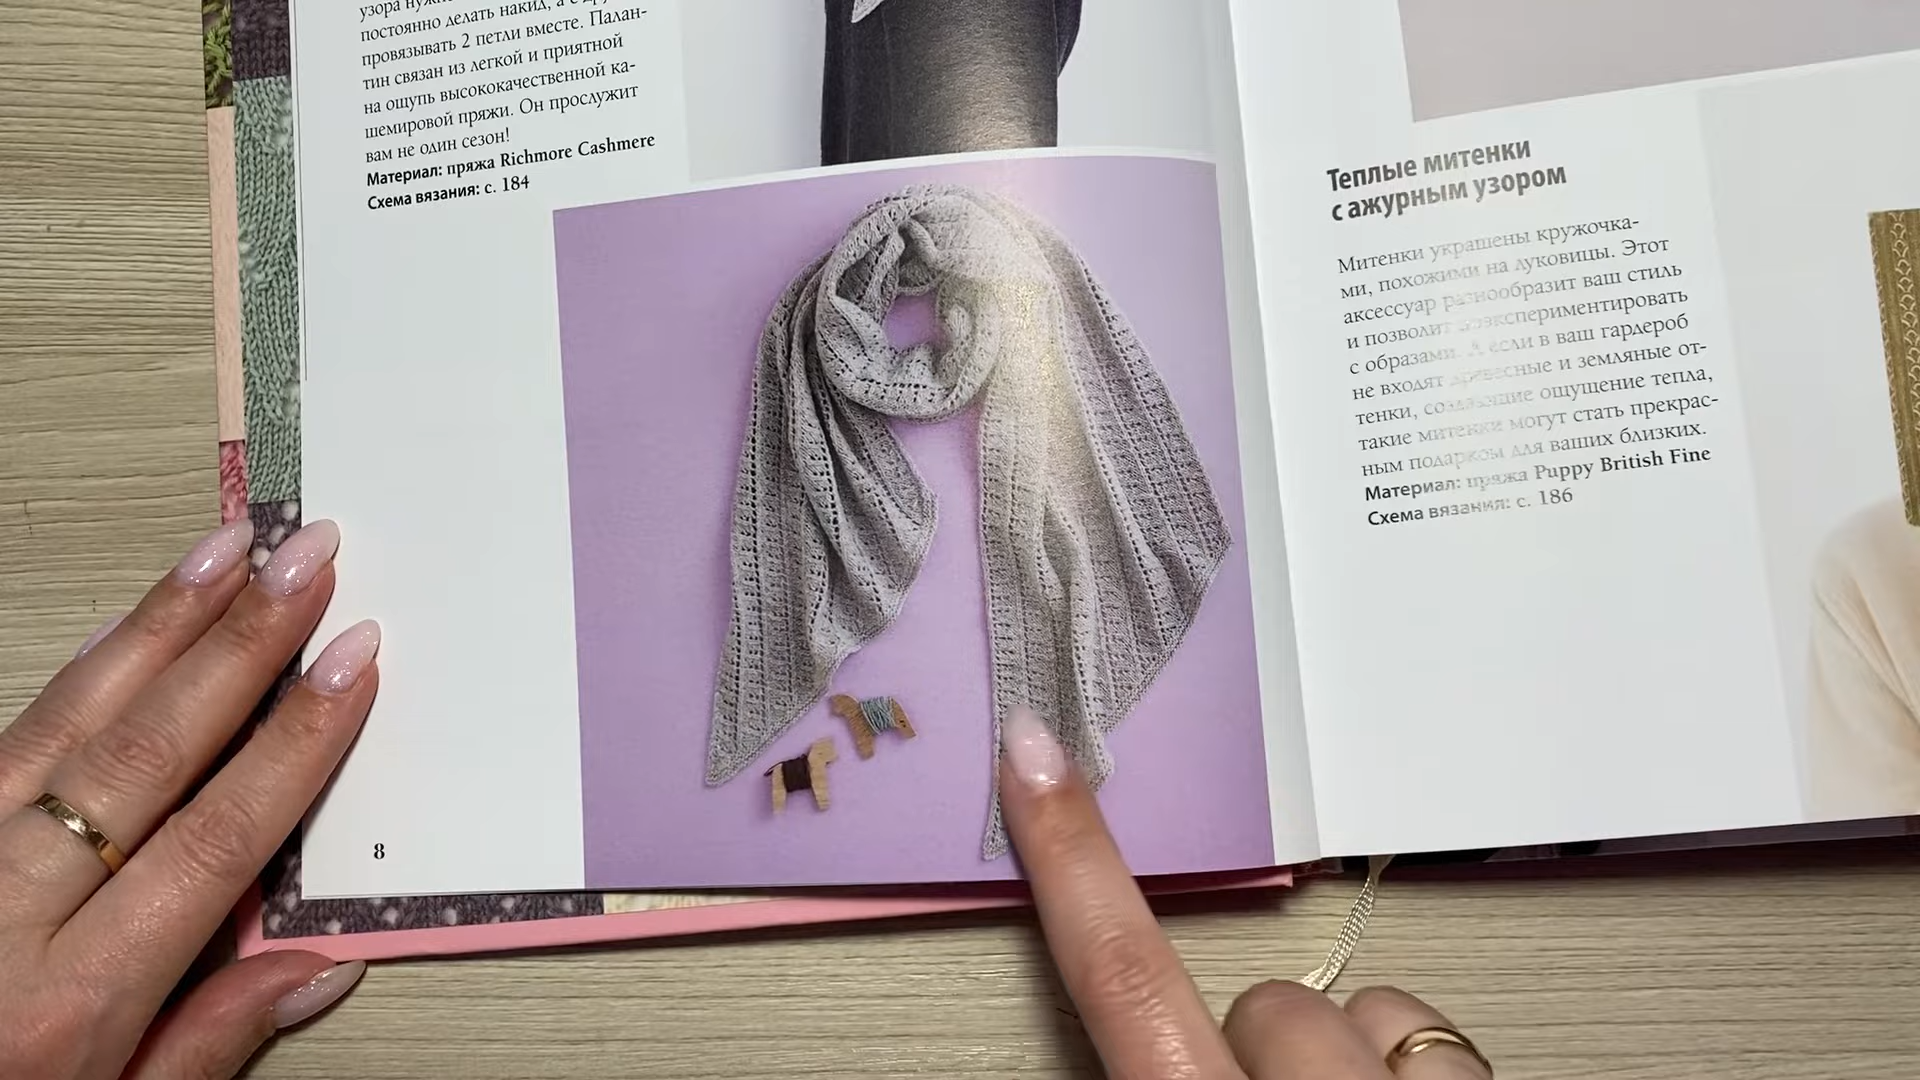 узора
постоянно делать накид, а с
провязывать 2 петли вместе. Палан-
тин связан из легкой и приятной
на ощупь высококачественной ка-
шемировой пряжи. Он прослужит
вам не один сезон!
Материал: пряжа Richmore Cashmere
Схема вязания: с. 184
8
Теплые митенки
с ажурным узором
Митенки украшены кружочка-
ми, похожими на луковицы. Этот
аксессуар разнообразит ваш стиль
и позволит поэкспериментировать
с образами. А если в ваш гардероб
не входят древесные и земляные от-
тенки, создающие ощущение тепла,
такие митенки могут стать прекрас-
ным подарком для ваших близких.
Материал: пряжа Puppy British Fine
Схема вязания: с. 186